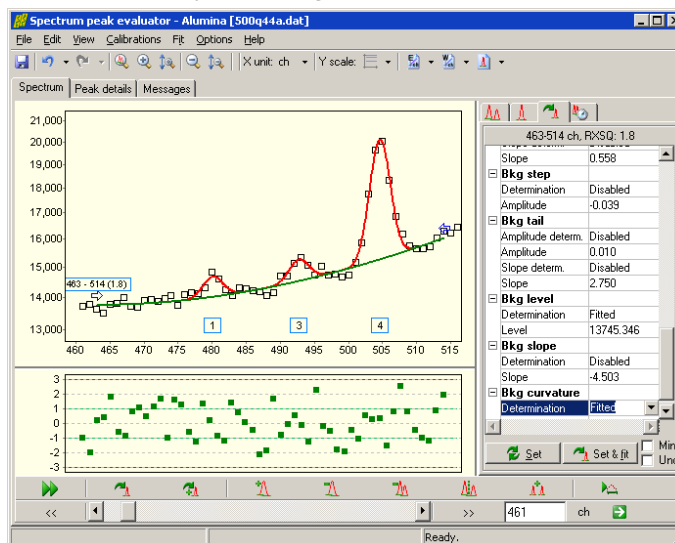 Spectrum peak evaluator - Alumina [500q44a.dat]
File Edit View Calibrations Fit Options Help
X unit: ch Y scale:
Spectrum Peak details Messages
463-514 ch, RXSQ: 1.8
Slope 0.558
Bkg step
Determination Disabled
Amplitude -0.039
Bkg tail
Amplitude determ. Disabled
Amplitude 0.010
Slope determ. Disabled
Slope 2.750
Bkg level
Determination Fitted
Level 13745.346
Bkg slope
Determination Disabled
Slope -4.503
Bkg curvature
Determination Fitted
Set Set & fit
21,000
20,000
19,000
18,000
17,000
16,000
15,000
14,000
13,000
463 - 514 (1.8)
1 3 4
460 465 470 475 480 485 490 495 500 505 510 515
3
2
1
0
-1
-2
-3
<< >> 461 ch
Ready.